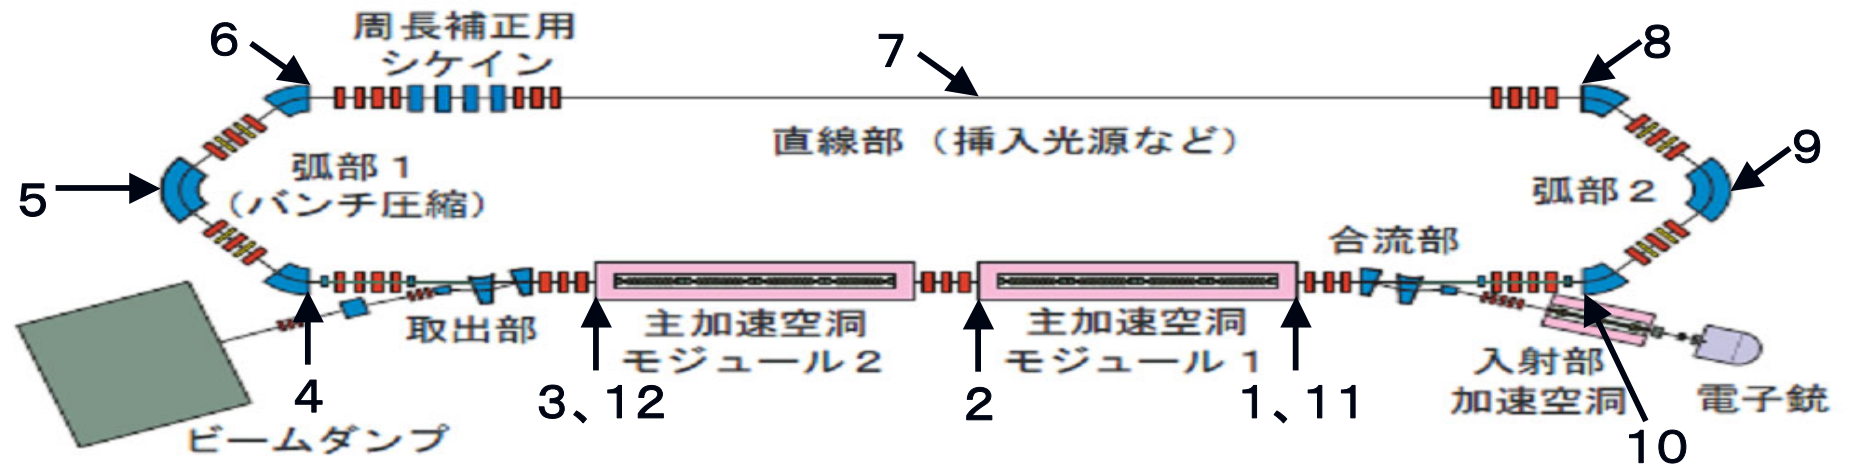 6
周長補正用
シケイン
7
8
直線部（挿入光源など）
9
弧部１
（バンチ圧縮）
5
弧部２
合流部
取出部
主加速空洞
モジュール２
主加速空洞
モジュール１
入射部
加速空洞
電子銃
4
3、12
2
1、11
10
ビームダンプ